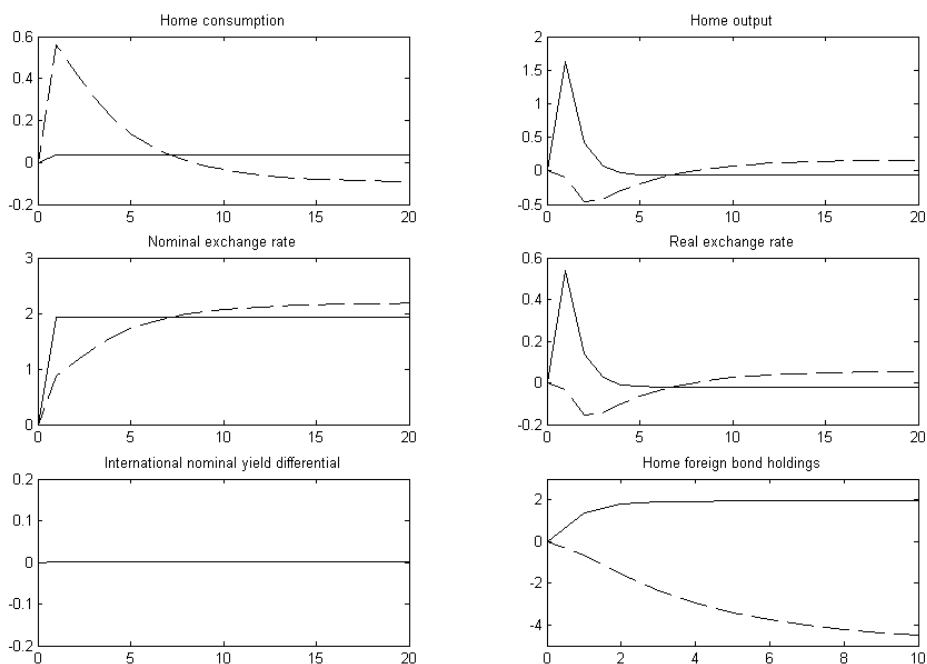 Home consumption
0.6
0.4
0.2
0
-0.2
0 5 10 15 20
Home output
2
1.5
1
0.5
0
-0.5
0 5 10 15 20
Nominal exchange rate
3
2
1
0
0 5 10 15 20
Real exchange rate
0.6
0.4
0.2
0
-0.2
0 5 10 15 20
International nominal yield differential
0.2
0.1
0
-0.1
-0.2
0 5 10 15 20
Home foreign bond holdings
2
0
-2
-4
0 2 4 6 8 10